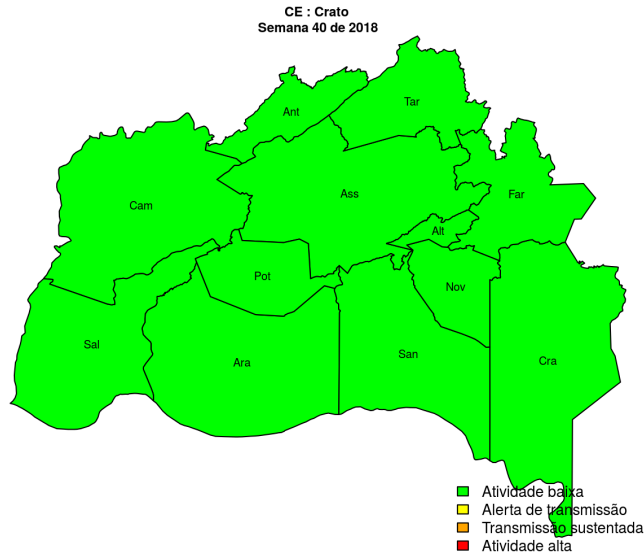 CE : Crato
Semana 40 de 2018
Tar
Ant
Ass
Far
Cam
Alt
Pot
Nov
Sal
San
Ara
Cra
Atividade baixa
Alerta de transmissão
Transmissão sustentada
Atividade alta